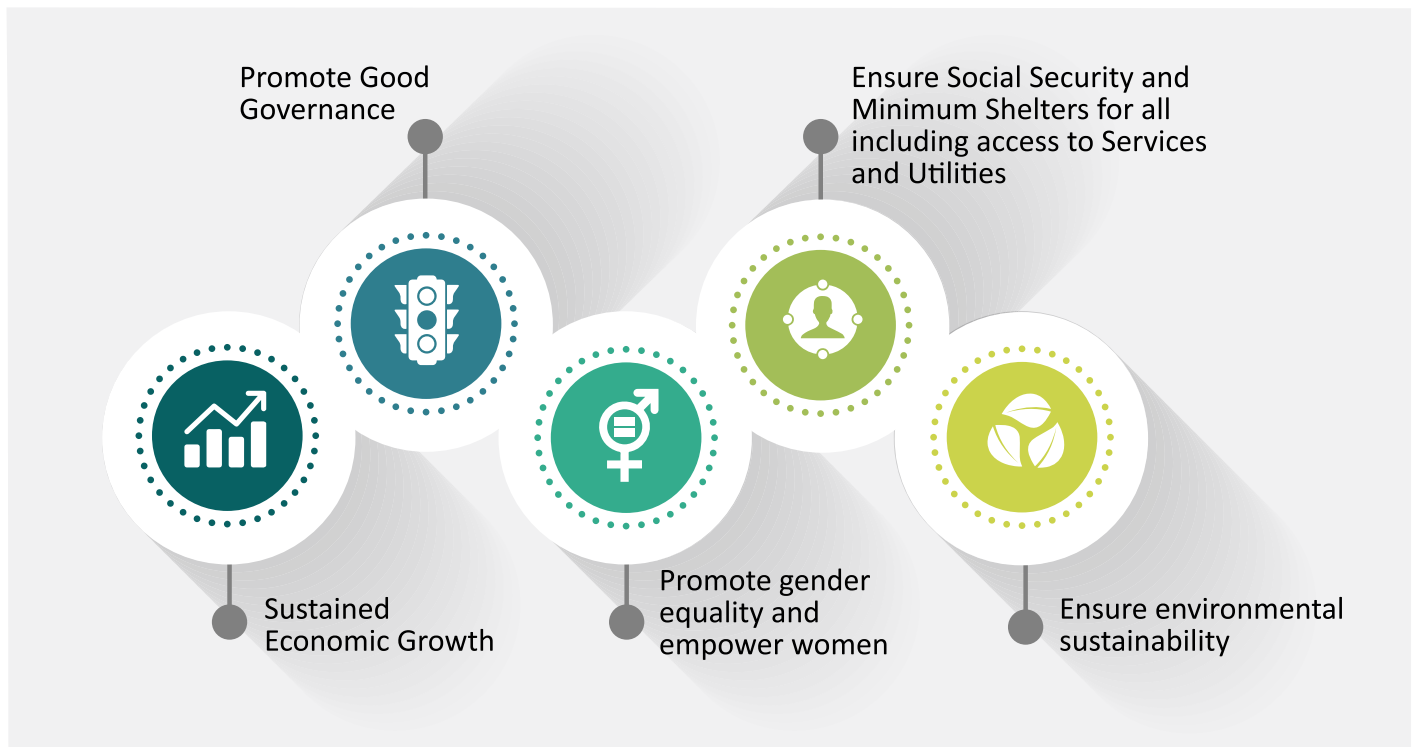 Promote Good
Governance
Ensure Social Security and
Minimum Shelters for all
including access to Services
and Utilities
Sustained
Economic Growth
Promote gender
equality and
empower women
Ensure environmental
sustainability